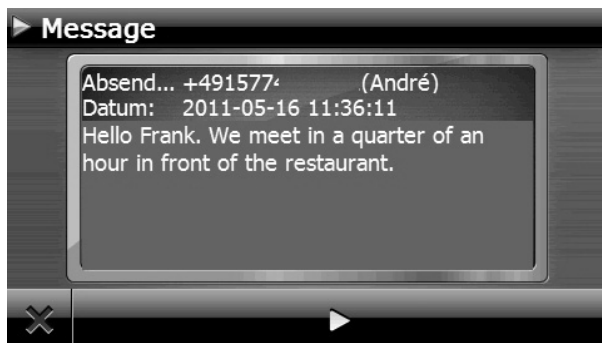 Message
Absend... +491577 (André)
Datum: 2011-05-16 11:36:11
Hello Frank. We meet in a quarter of an
hour in front of the restaurant.